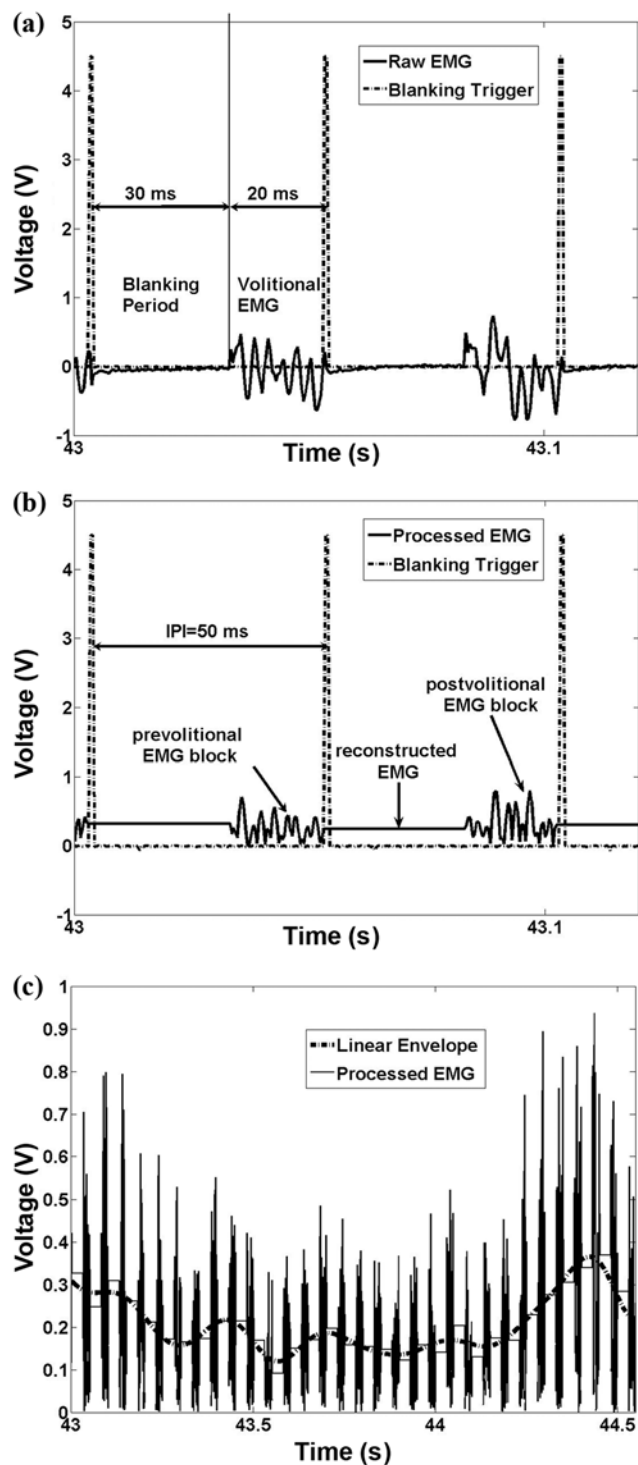 (a)
5
4
3
2
1
0
-1
Voltage (V)
Raw EMG
Blanking Trigger
30 ms
20 ms
Blanking
Period
Volitional
EMG
43
43.1
Time (s)
(b)
5
4
3
2
1
0
-1
Voltage (V)
Processed EMG
Blanking Trigger
IPI=50 ms
prevolitional
EMG block
reconstructed
EMG
postvolitional
EMG block
43
43.1
Time (s)
(c)
1
0.9
0.8
0.7
0.6
0.5
0.4
0.3
0.2
0.1
0
Voltage (V)
Linear Envelope
Processed EMG
43
43.5
44
44.5
Time (s)